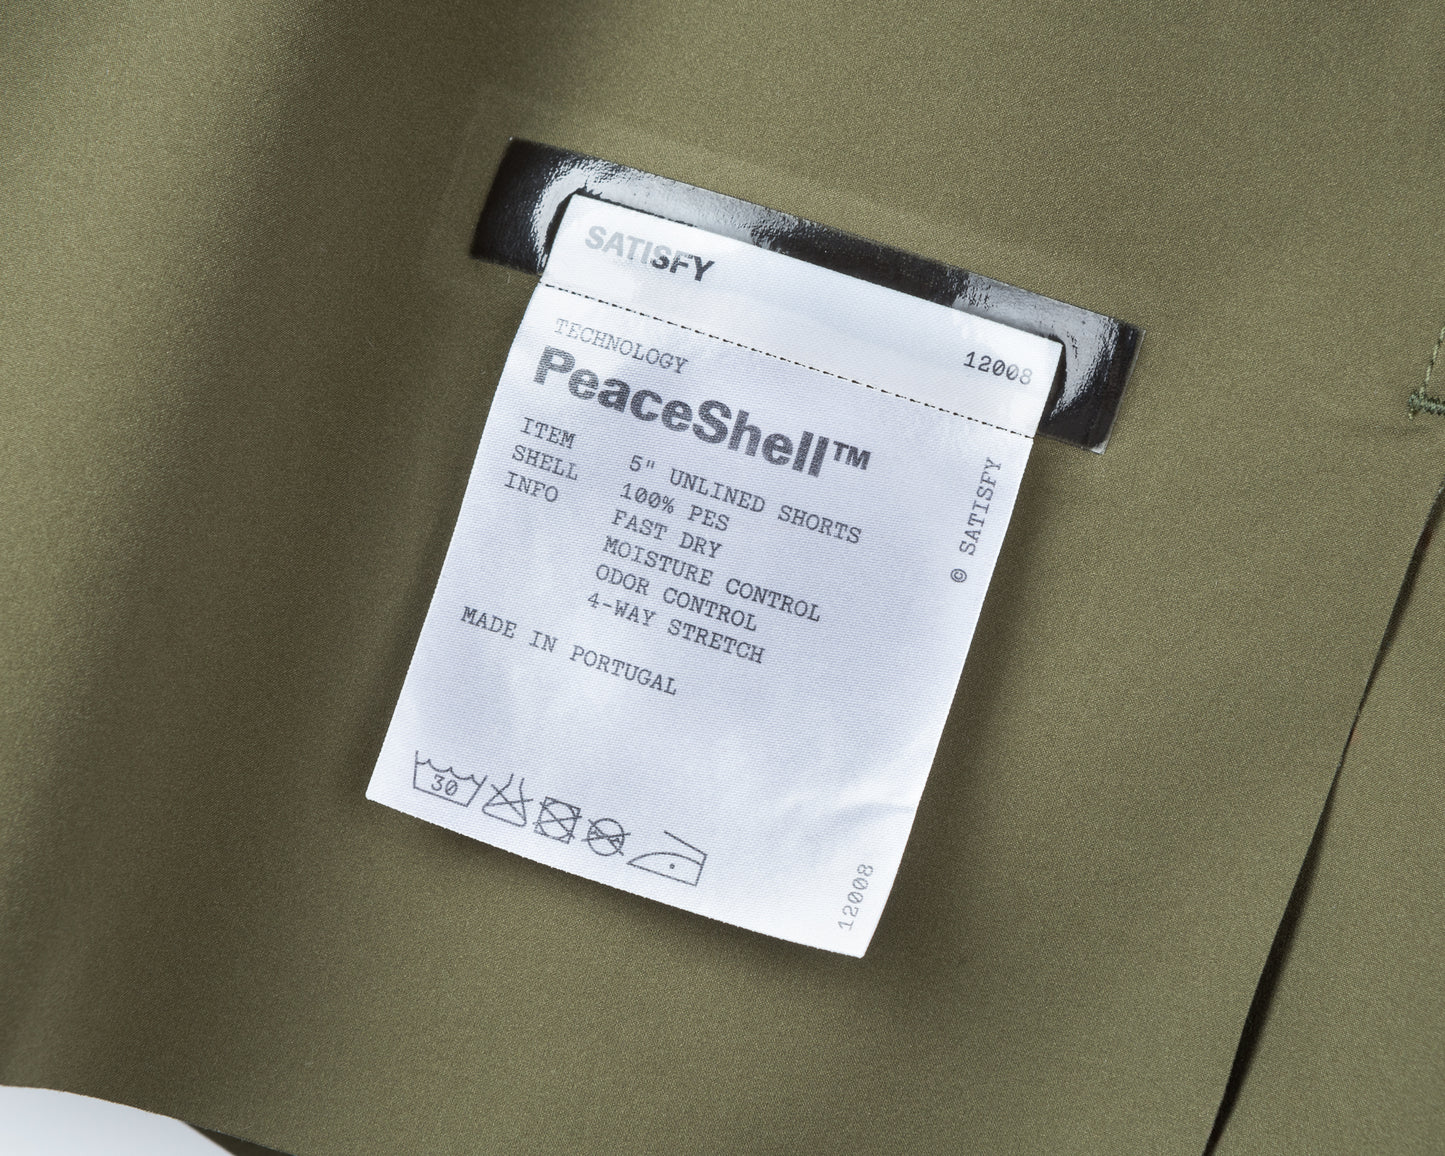 SATISFY
12008
TECHNOLOGY
PeaceShell™
ITEM 5" UNLINED SHORTS
SHELL 100% PES
INFO FAST DRY
MOISTURE CONTROL
ODOR CONTROL
4-WAY STRETCH
MADE IN PORTUGAL
30
© SATISFY
12008